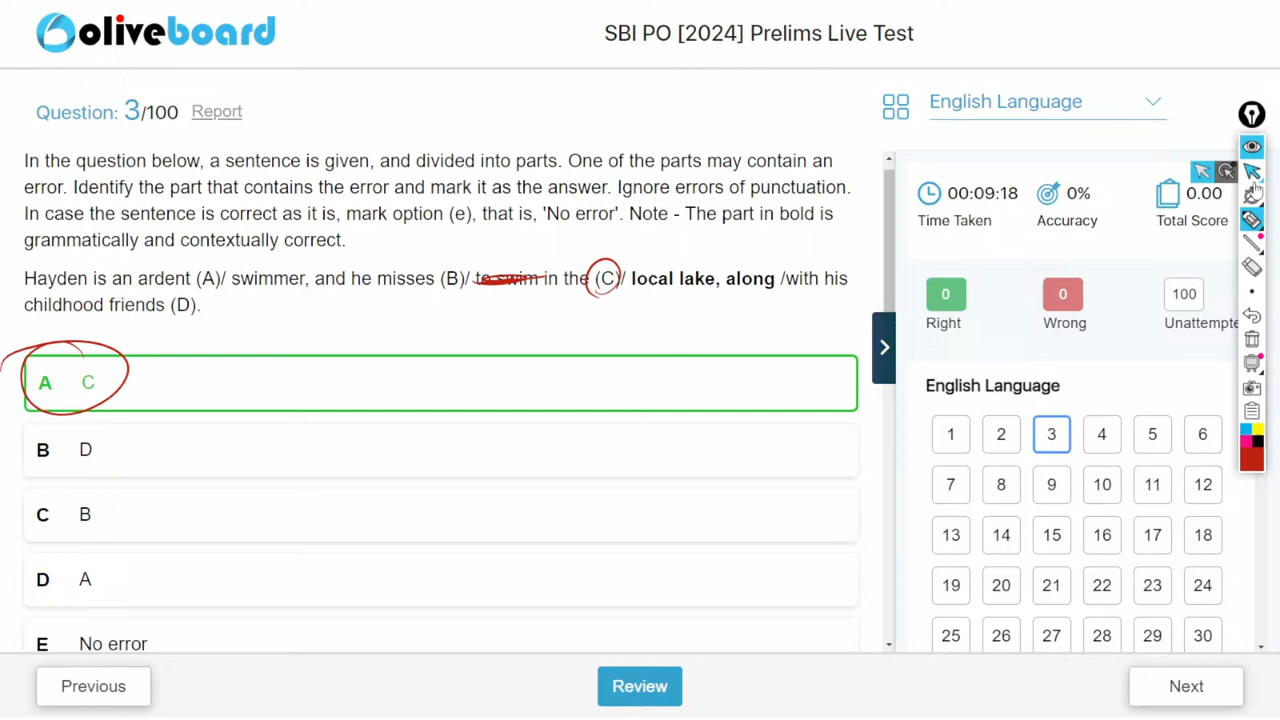 oliveboard
SBI PO [2024] Prelims Live Test
Question: 3/100 Report
English Language
In the question below, a sentence is given, and divided into parts. One of the parts may contain an
error. Identify the part that contains the error and mark it as the answer. Ignore errors of punctuation.
In case the sentence is correct as it is, mark option (e), that is, 'No error'. Note - The part in bold is
grammatically and contextually correct.
Hayden is an ardent (A)/ swimmer, and he misses (B)/ to swim in the (C)/ local lake, along /with his
childhood friends (D).
A C
B D
C B
D A
E No error
00:09:18
Time Taken
0%
Accuracy
0.00
Total Score
0
Right
0
Wrong
100
Unattempte
English Language
1 2 3 4 5 6
7 8 9 10 11 12
13 14 15 16 17 18
19 20 21 22 23 24
25 26 27 28 29 30
Previous
Review
Next